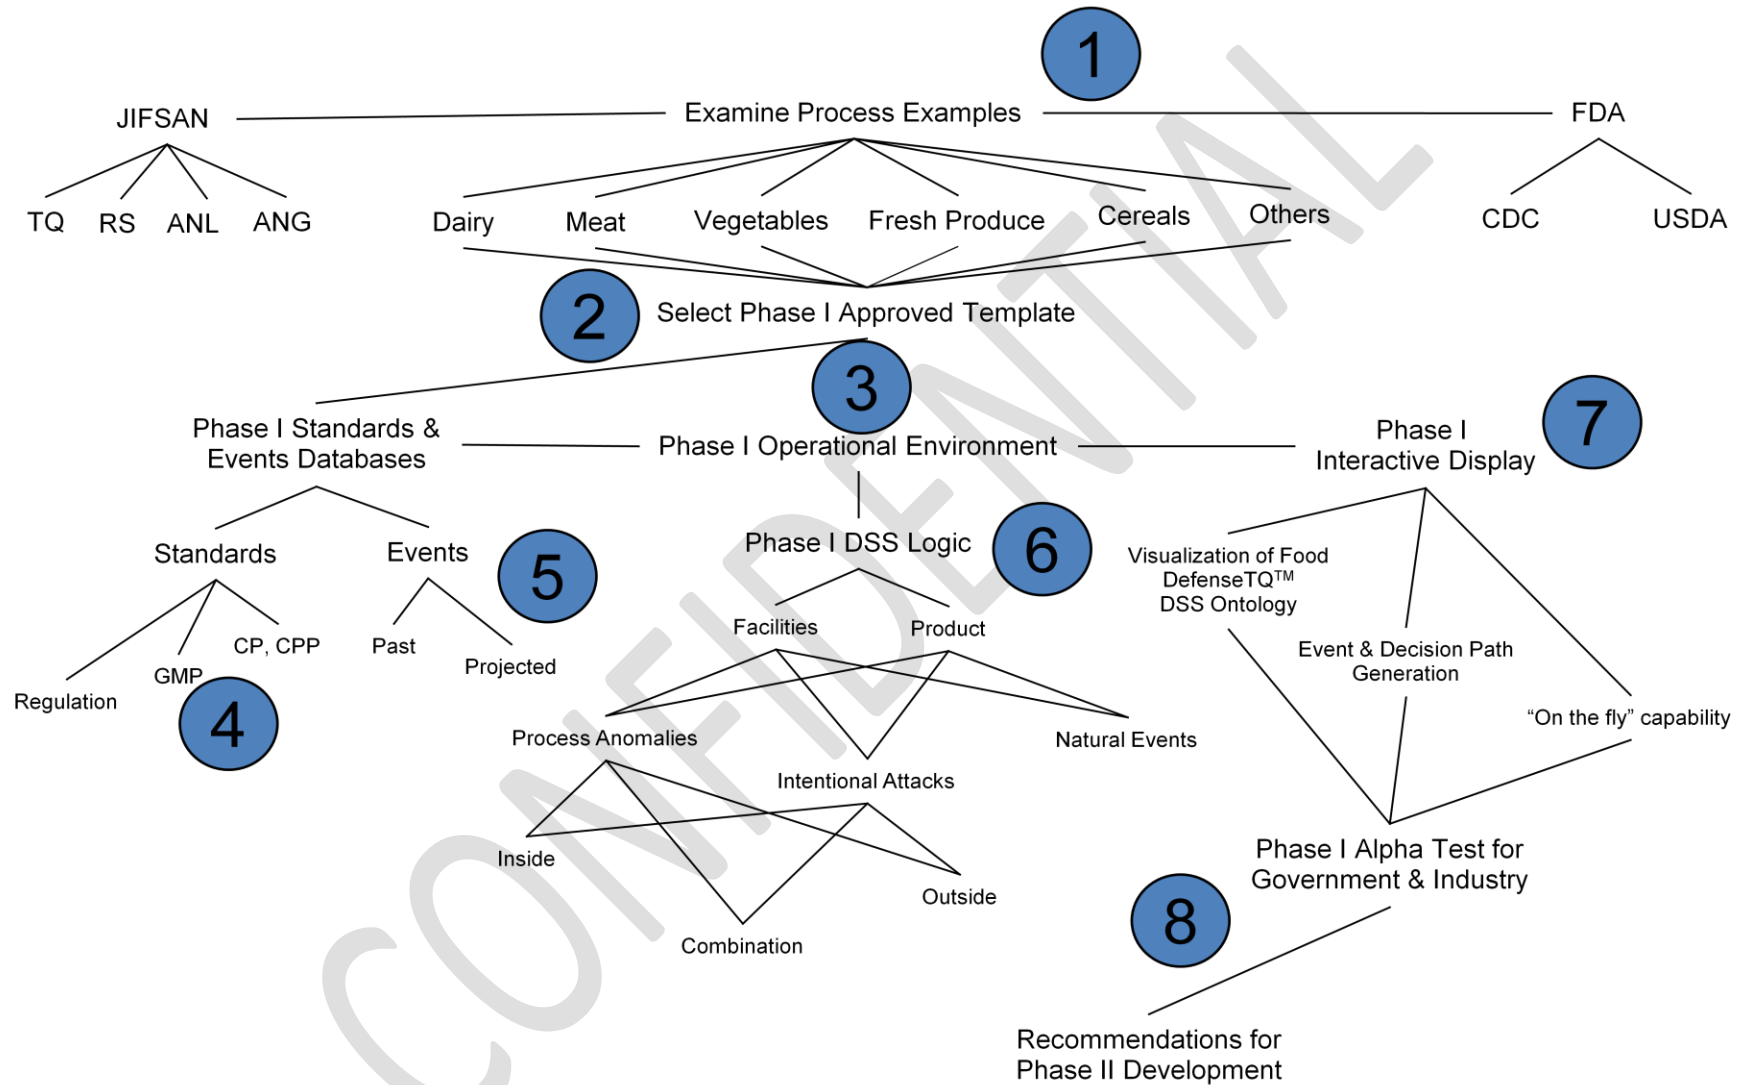 1
JIFSAN
Examine Process Examples
FDA
TQ
RS
ANL
ANG
Dairy
Meat
Vegetables
Fresh Produce
Cereals
Others
CDC
USDA
2
Select Phase I Approved Template
3
Phase I Standards &
Events Databases
Phase I Operational Environment
Phase I
Interactive Display
7
Standards
Events
5
Phase I DSS Logic
6
Visualization of Food
DefenseTQ™
DSS Ontology
Regulation
GMP
CP, CPP
4
Past
Projected
Facilities
Product
Event & Decision Path
Generation
"On the fly" capability
Process Anomalies
Intentional Attacks
Natural Events
Inside
Combination
Outside
Phase I Alpha Test for
Government & Industry
8
Recommendations for
Phase II Development
CONFIDENTIAL